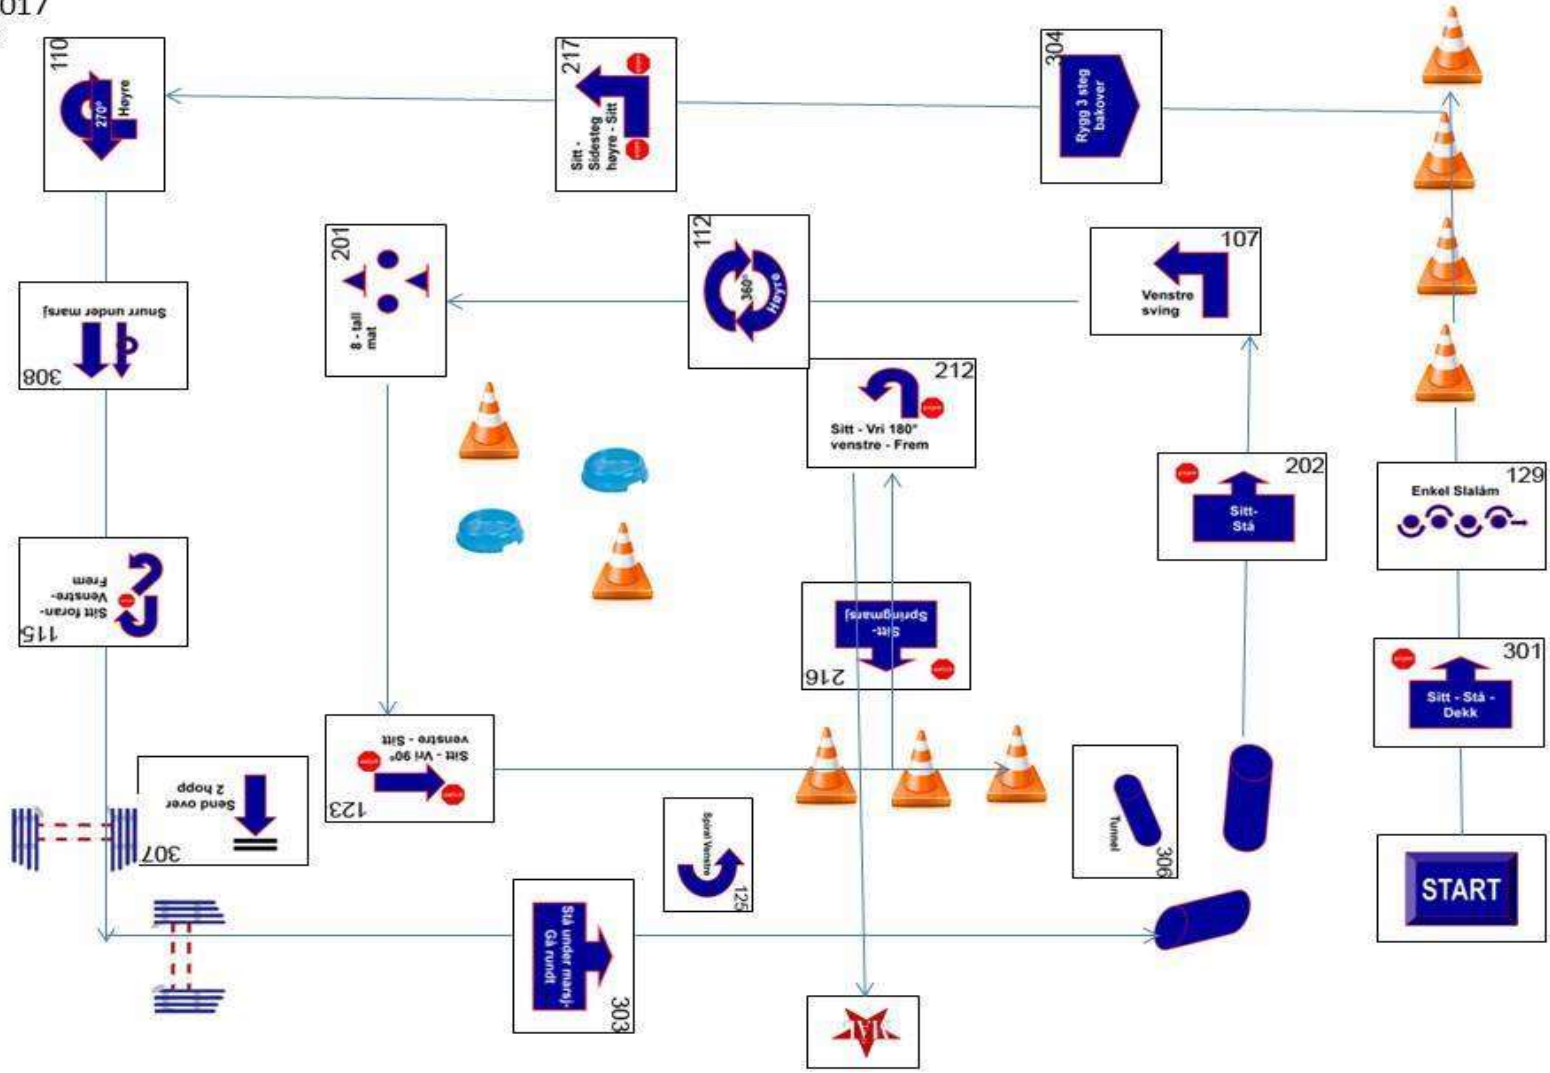 017
110
270°
Høyre
217
Sitt -
Sidesteg
høyre - Sitt
304
Rygg 3 steg
bakover
201
8 - tall
mat
112
360°
Høyre
107
Venstre
sving
308
Snurr under marsj
212
Sitt - Vri 180°
venstre - Frem
202
Sitt-
Stå
129
Enkel Slalåm
115
Sitt foran-
Venstre-
Frem
216
Sitt-
Springmarsj
301
Sitt - Stå -
Dekk
123
Sitt - Vri 90°
venstre - Sitt
307
Send over
2 hopp
Spiral Venstre
125
Tunnel
306
START
Stå under marsj-
Gå rundt
303
MÅL